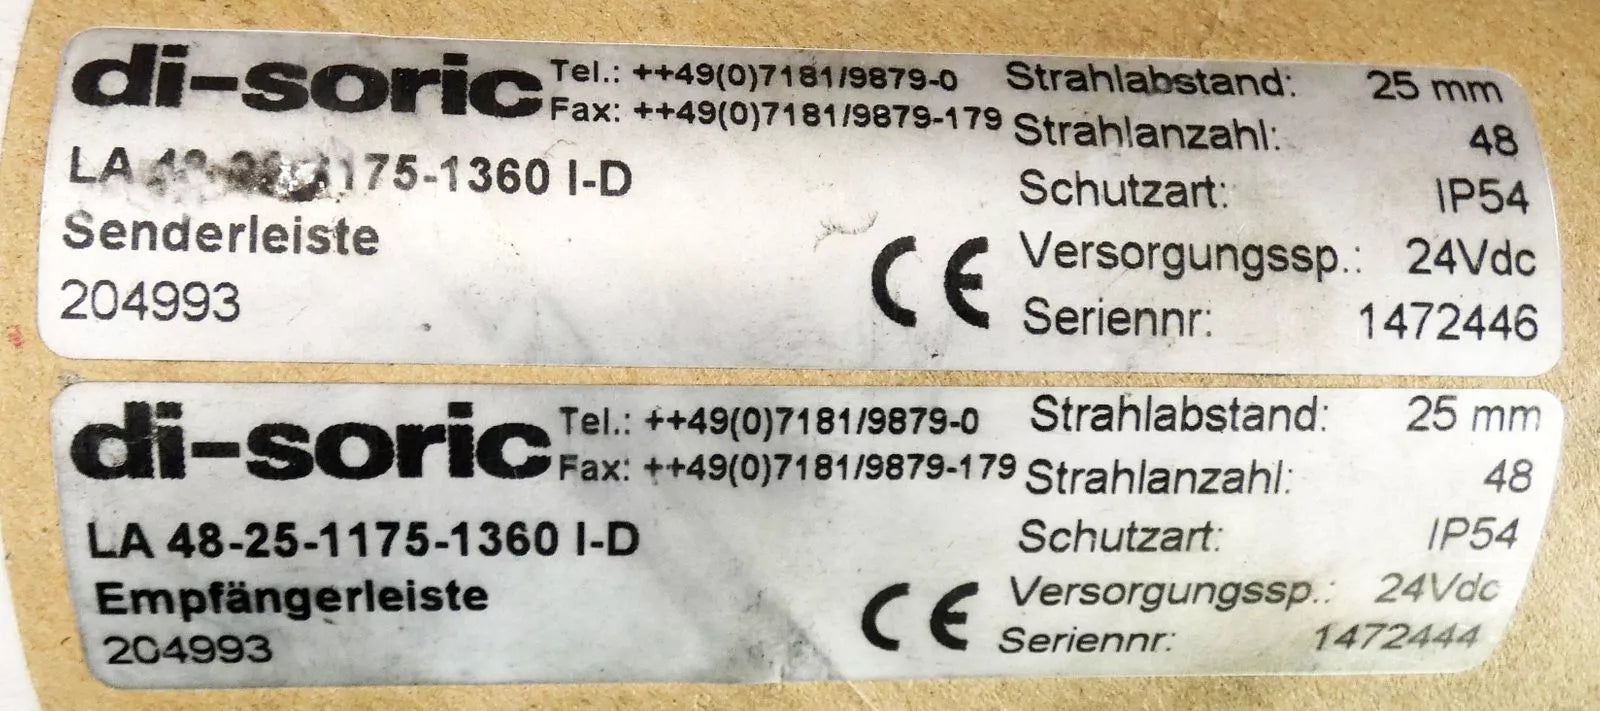 di-soric Tel.: ++49(0)7181/9879-0 Strahlabstand: 25 mm
Fax: ++49(0)7181/9879-179 Strahlanzahl: 48
LA 1175-1360 I-D Schutzart: IP54
Senderleiste Versorgungssp.: 24Vdc
204993 CE Seriennr: 1472446
di-soric Tel.: ++49(0)7181/9879-0 Strahlabstand: 25 mm
Fax: ++49(0)7181/9879-179 Strahlanzahl: 48
LA 48-25-1175-1360 I-D Schutzart: IP54
Empfängerleiste Versorgungssp.: 24Vdc
204993 CE Seriennr: 1472444